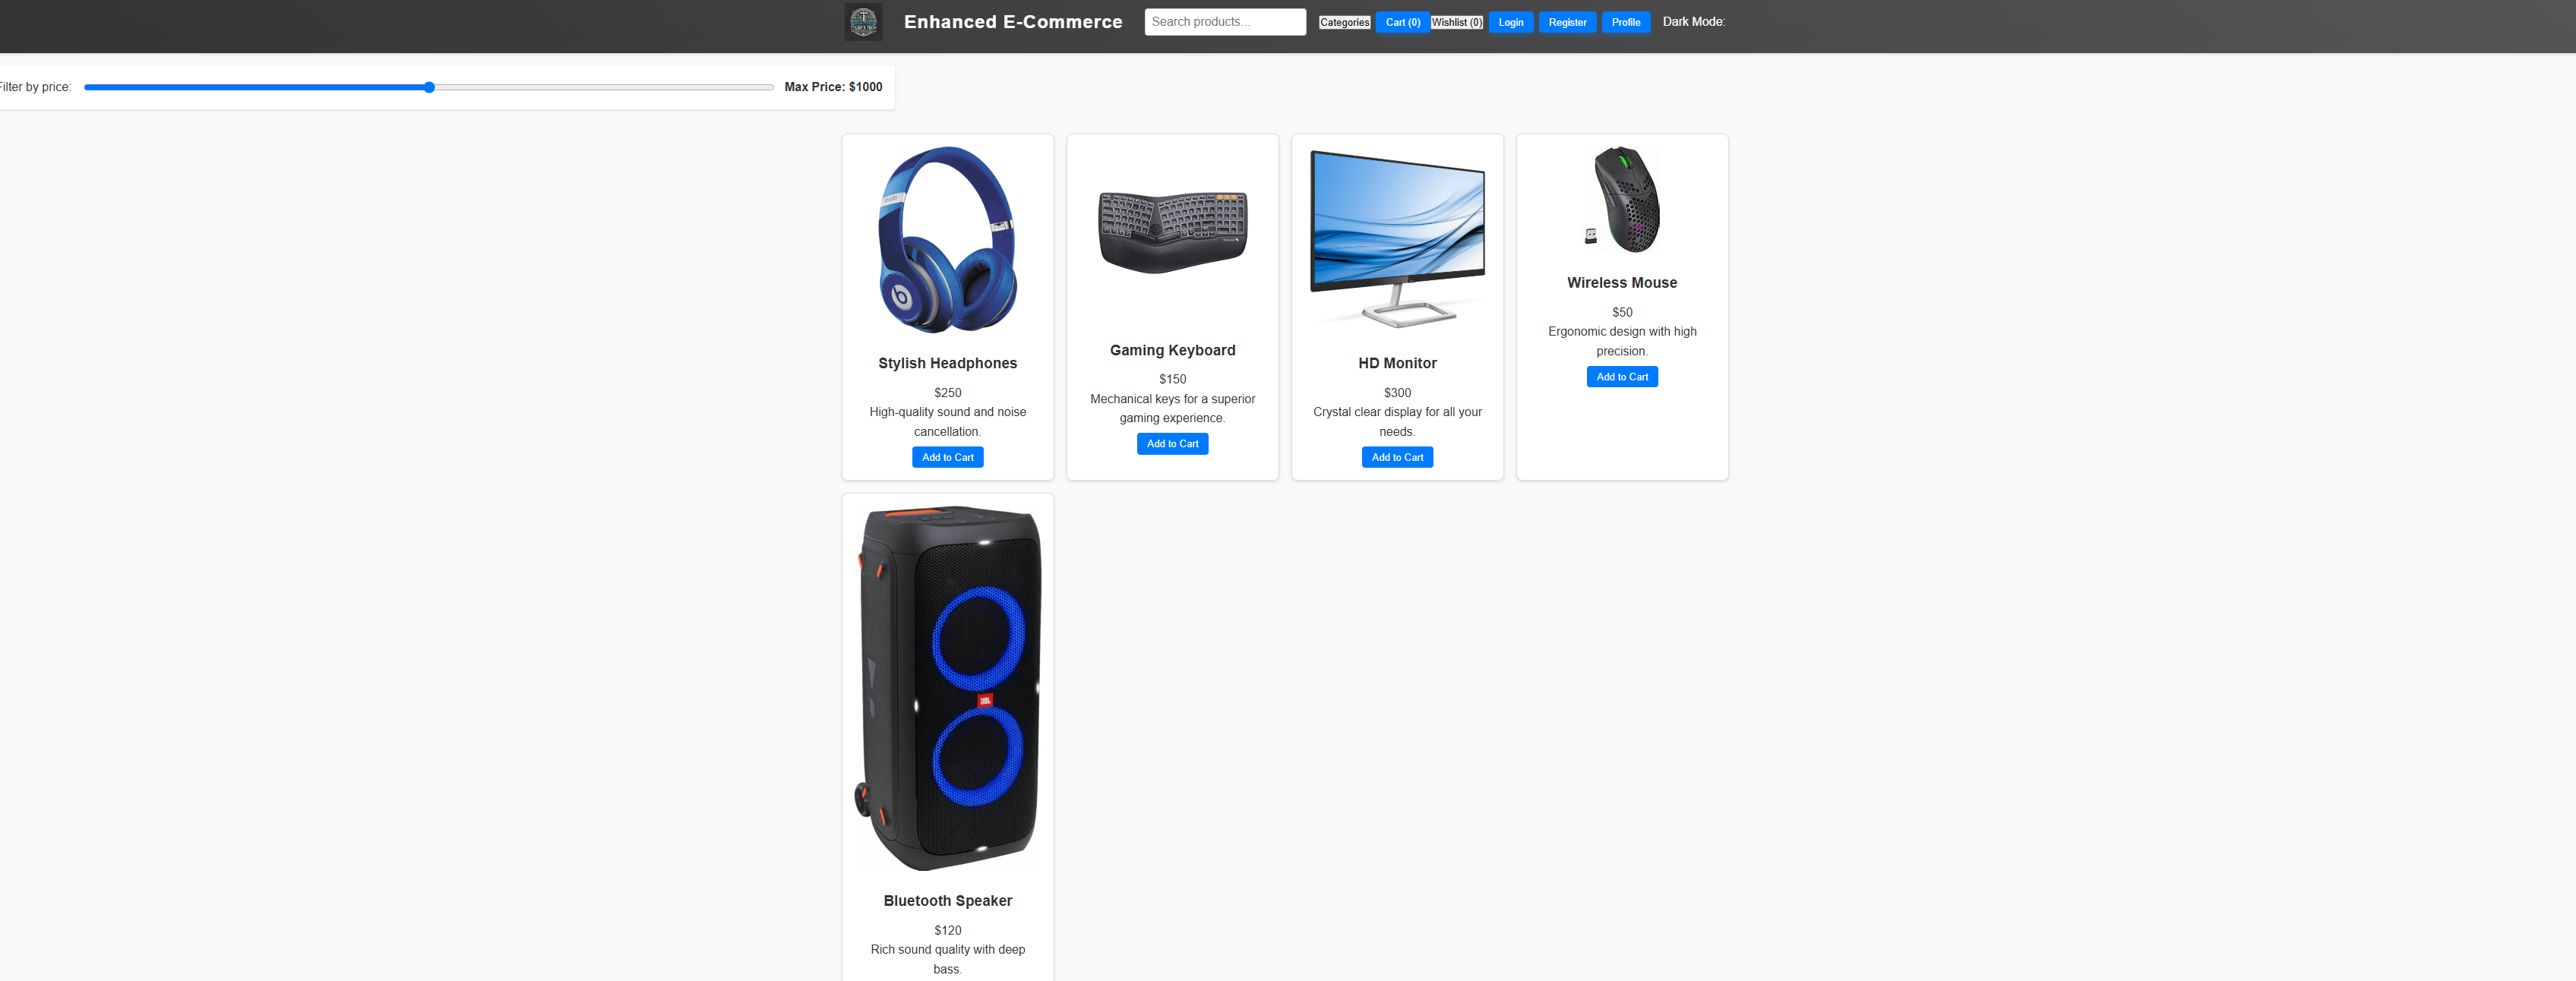 Enhanced E-Commerce Search products... Categories Cart (0) Wishlist (0) Login Register Profile Dark Mode:
Filter by price: Max Price: $1000
Stylish Headphones
$250
High-quality sound and noise
cancellation.
Add to Cart
Gaming Keyboard
$150
Mechanical keys for a superior
gaming experience.
Add to Cart
HD Monitor
$300
Crystal clear display for all your
needs.
Add to Cart
Wireless Mouse
$50
Ergonomic design with high
precision.
Add to Cart
JBL
Bluetooth Speaker
$120
Rich sound quality with deep
bass.